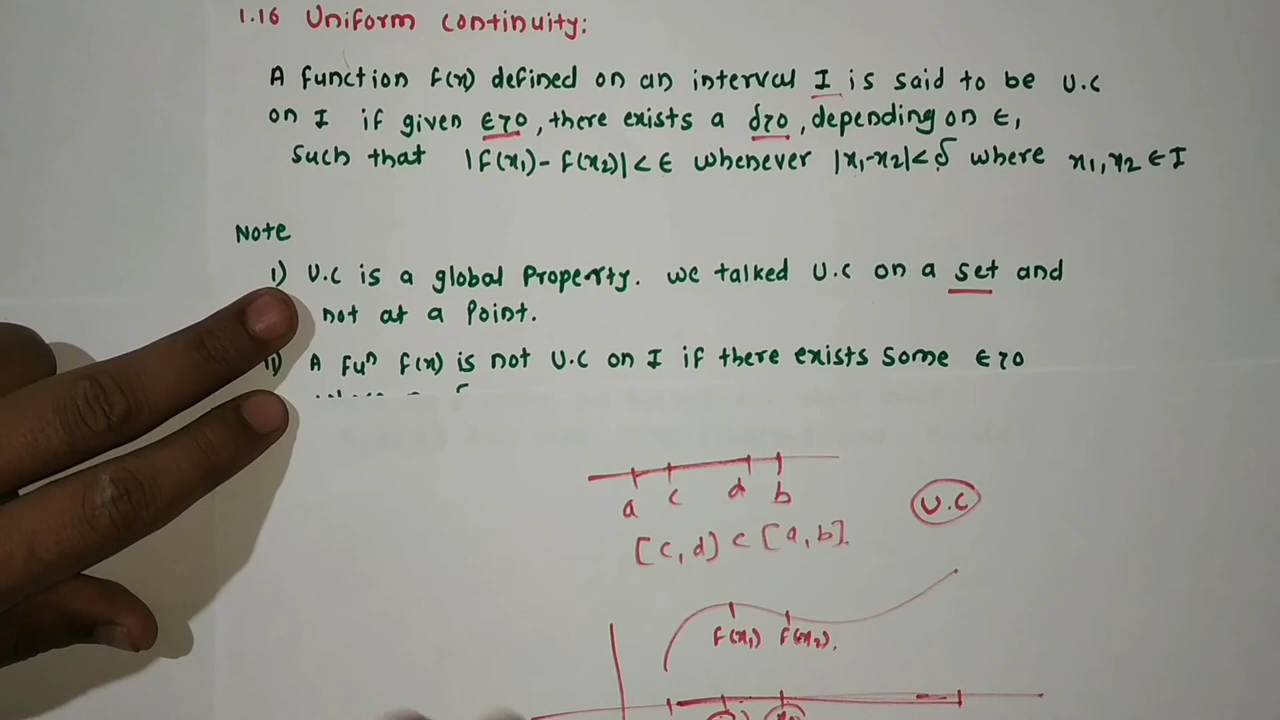 1.16 Uniform continuity:
A function f(x) defined on an interval I is said to be U.C
on I if given ϵ>0, there exists a δ>0, depending on ϵ,
such that |f(x₁)-f(x₂)|<ϵ whenever |x₁-x₂|<δ where x₁,x₂∈I
Note
i) U.C is a global Property. we talked U.C on a set and
not at a Point.
ii) A Fuⁿ f(x) is not U.C on I if there exists some ϵ>0
a c d b
U.C
[c,d) ⊂ [a,b].
f(x₁) f(x₂).